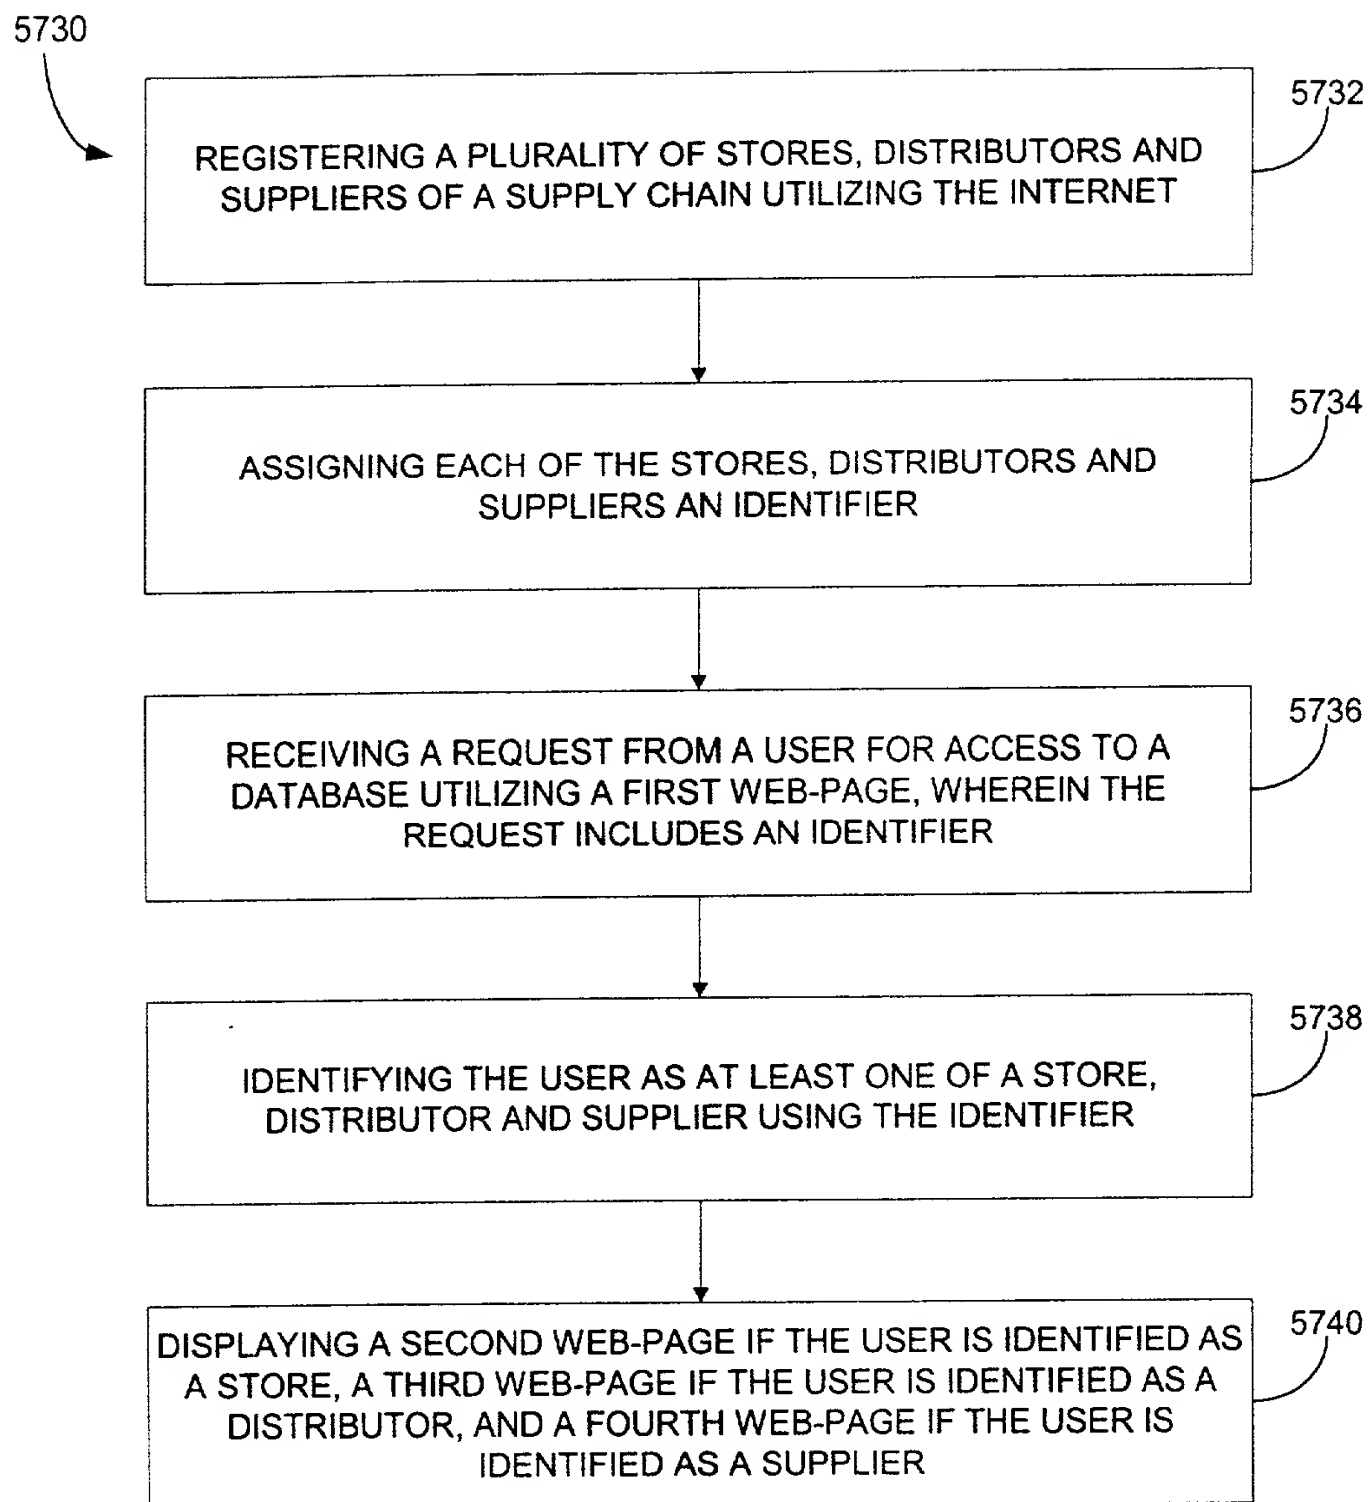 5730
5732
REGISTERING A PLURALITY OF STORES, DISTRIBUTORS AND
SUPPLIERS OF A SUPPLY CHAIN UTILIZING THE INTERNET
5734
ASSIGNING EACH OF THE STORES, DISTRIBUTORS AND
SUPPLIERS AN IDENTIFIER
5736
RECEIVING A REQUEST FROM A USER FOR ACCESS TO A
DATABASE UTILIZING A FIRST WEB-PAGE, WHEREIN THE
REQUEST INCLUDES AN IDENTIFIER
5738
IDENTIFYING THE USER AS AT LEAST ONE OF A STORE,
DISTRIBUTOR AND SUPPLIER USING THE IDENTIFIER
5740
DISPLAYING A SECOND WEB-PAGE IF THE USER IS IDENTIFIED AS
A STORE, A THIRD WEB-PAGE IF THE USER IS IDENTIFIED AS A
DISTRIBUTOR, AND A FOURTH WEB-PAGE IF THE USER IS
IDENTIFIED AS A SUPPLIER